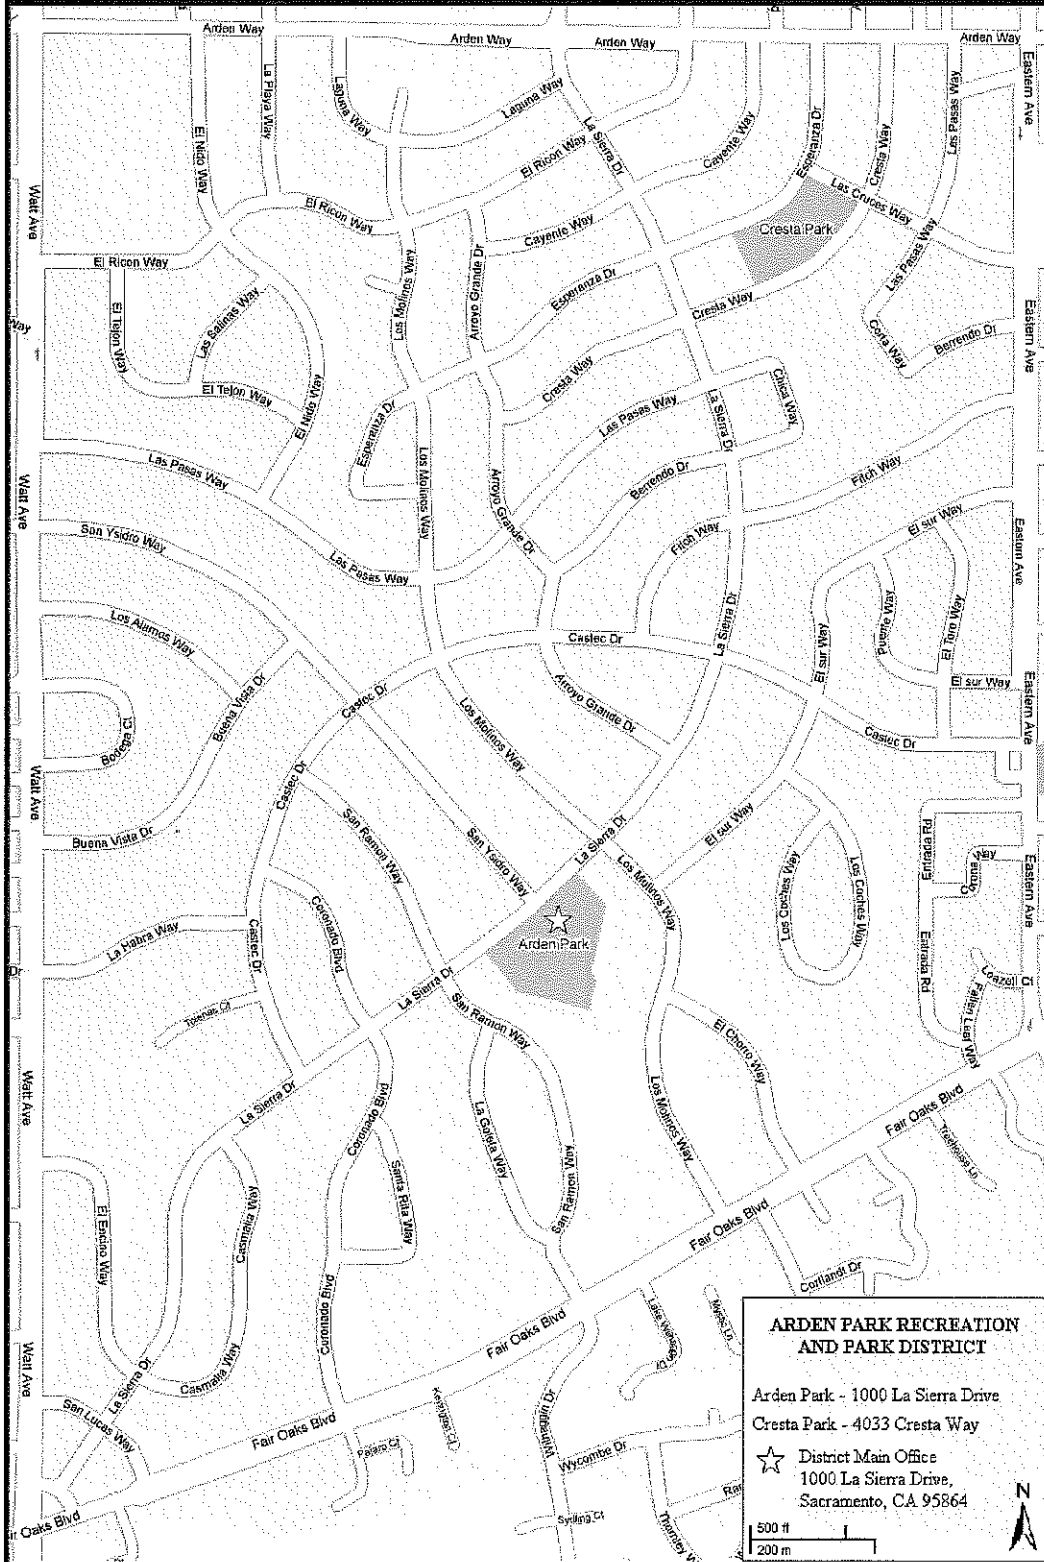 Arden Way
Arden Way
Arden Way
Arden Way
Eastern Ave
La Playa Way
Laguna Way
Laguna Way
Las Pasas Way
El Nido Way
La Sierra Dr
El Ricon Way
Cayente Way
Esperanza Dr
Cresta Way
Las Cruces Way
Watt Ave
El Ricon Way
Cayente Way
Cresta Park
El Ricon Way
Los Molinos Way
Arroyo Grande Dr
Esperanza Dr
Las Pasas Way
Way
El Tejon Way
Las Salinas Way
Cresta Way
Coria Way
Berrendo Dr
Eastern Ave
El Tejon Way
El Nido Way
Esperanza Dr
Cresta Way
Las Pasas Way
Chica Way
La Sierra Dr
Las Pasas Way
Los Molinos Way
Arroyo Grande Dr
Berrendo Dr
Fitch Way
Watt Ave
San Ysidro Way
Las Pasas Way
Fitch Way
El sur Way
Eastern Ave
Los Alamos Way
Castec Dr
La Sierra Dr
El sur Way
Puente Way
El Toro Way
El sur Way
Eastern Ave
Buena Vista Dr
Castec Dr
Arroyo Grande Dr
Los Molinos Way
Castec Dr
Bodega Ct
Watt Ave
Castec Dr
Buena Vista Dr
San Ramon Way
San Ysidro Way
La Sierra Dr
El sur Way
Los Molinos Way
Los Coches Way
Los Coches Way
Entrada Rd
Corona Way
Eastern Ave
La Habra Way
Castec Dr
Coronado Blvd
Arden Park
Entrada Rd
Dr
La Sierra Dr
San Ramon Way
El Chorro Way
Fallen Leaf Way
Watt Ave
La Sierra Dr
Coronado Blvd
La Goleta Way
Los Molinos Way
Fair Oaks Blvd
Treehouse Ln
El Encino Way
Casmalia Way
Santa Rita Way
San Ramon Way
Fair Oaks Blvd
Cortlandt Dr
Watt Ave
La Sierra Dr
Casmalia Way
Coronado Blvd
Fair Oaks Blvd
San Lucas Way
Fair Oaks Blvd
Wycombe Dr
Oaks Blvd
ARDEN PARK RECREATION
AND PARK DISTRICT
Arden Park - 1000 La Sierra Drive
Cresta Park - 4033 Cresta Way
District Main Office
1000 La Sierra Drive,
Sacramento, CA 95864
N
500 ft
200 m